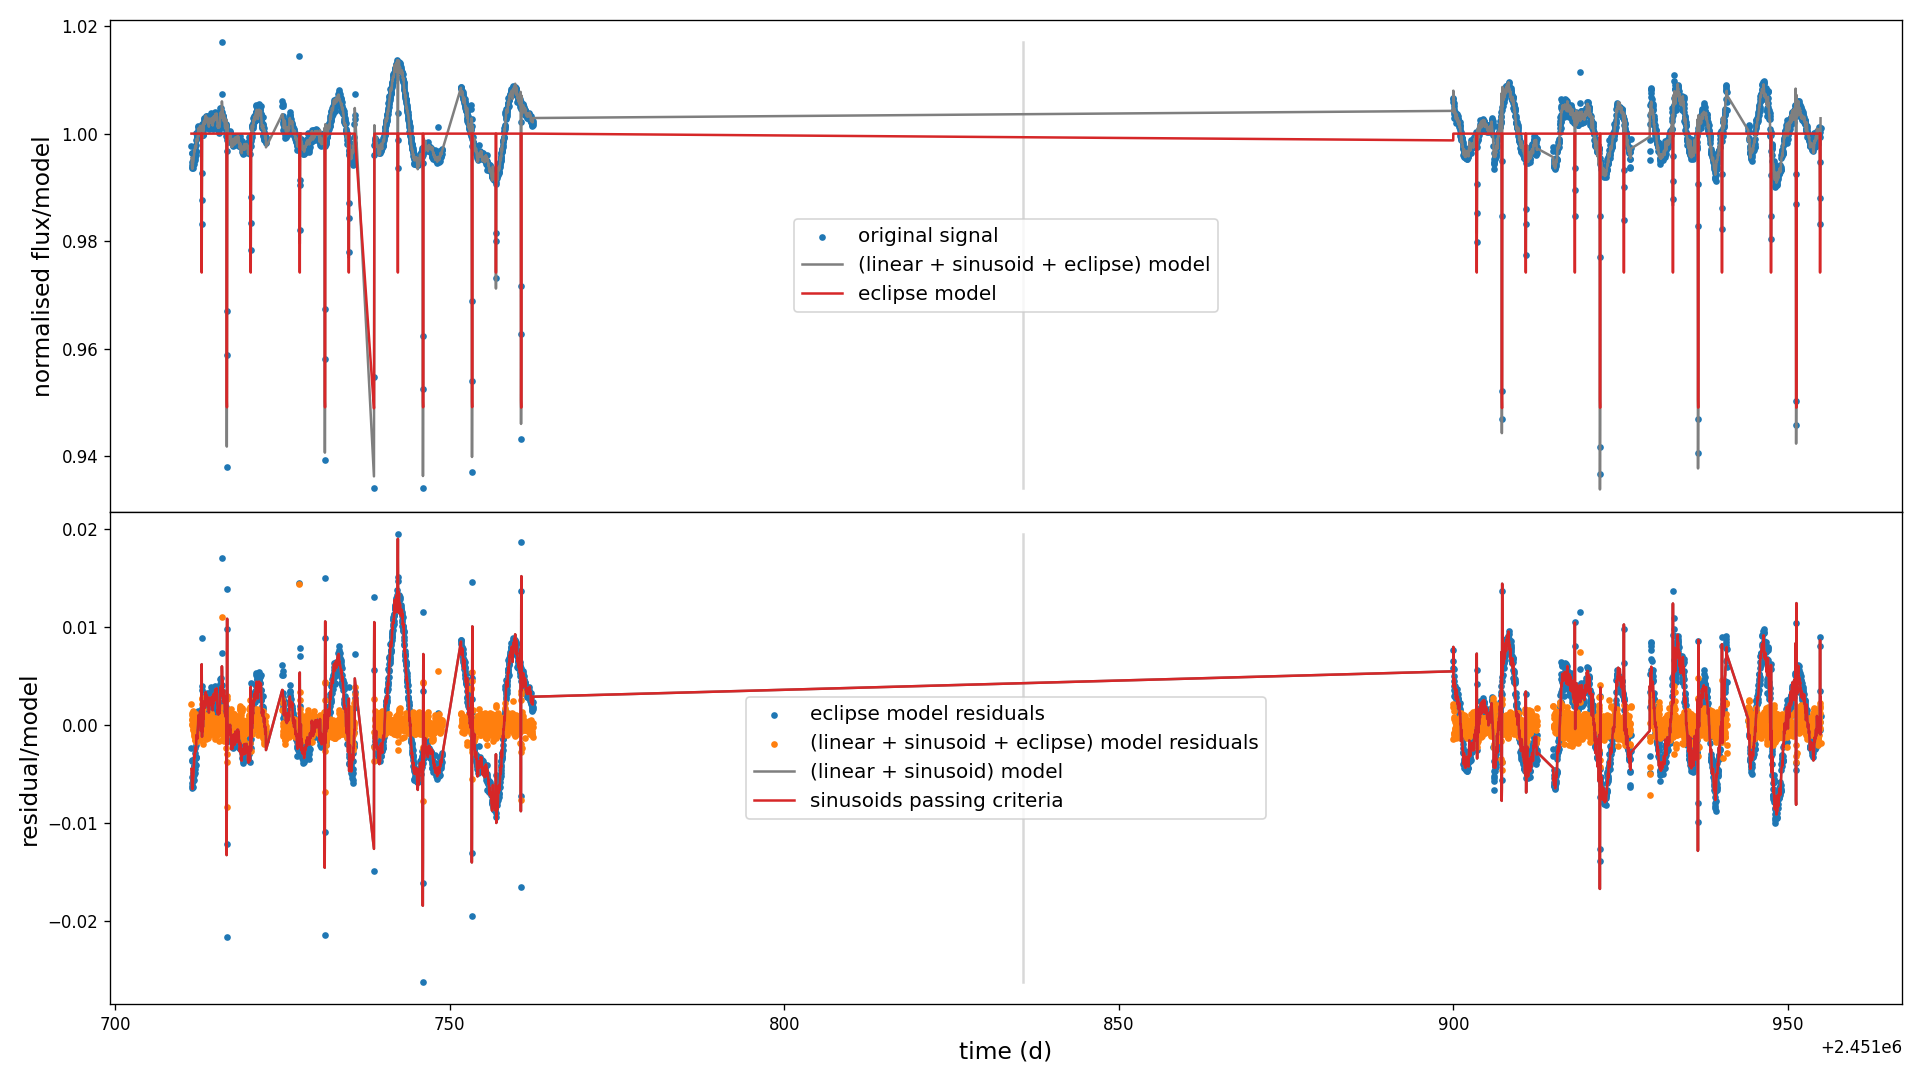 1.02
1.00
0.98
0.96
0.94
normalised flux/model
original signal
(linear + sinusoid + eclipse) model
eclipse model
0.02
0.01
0.00
−0.01
−0.02
residual/model
eclipse model residuals
(linear + sinusoid + eclipse) model residuals
(linear + sinusoid) model
sinusoids passing criteria
700 750 800 850 900 950
time (d)
+2.451e6